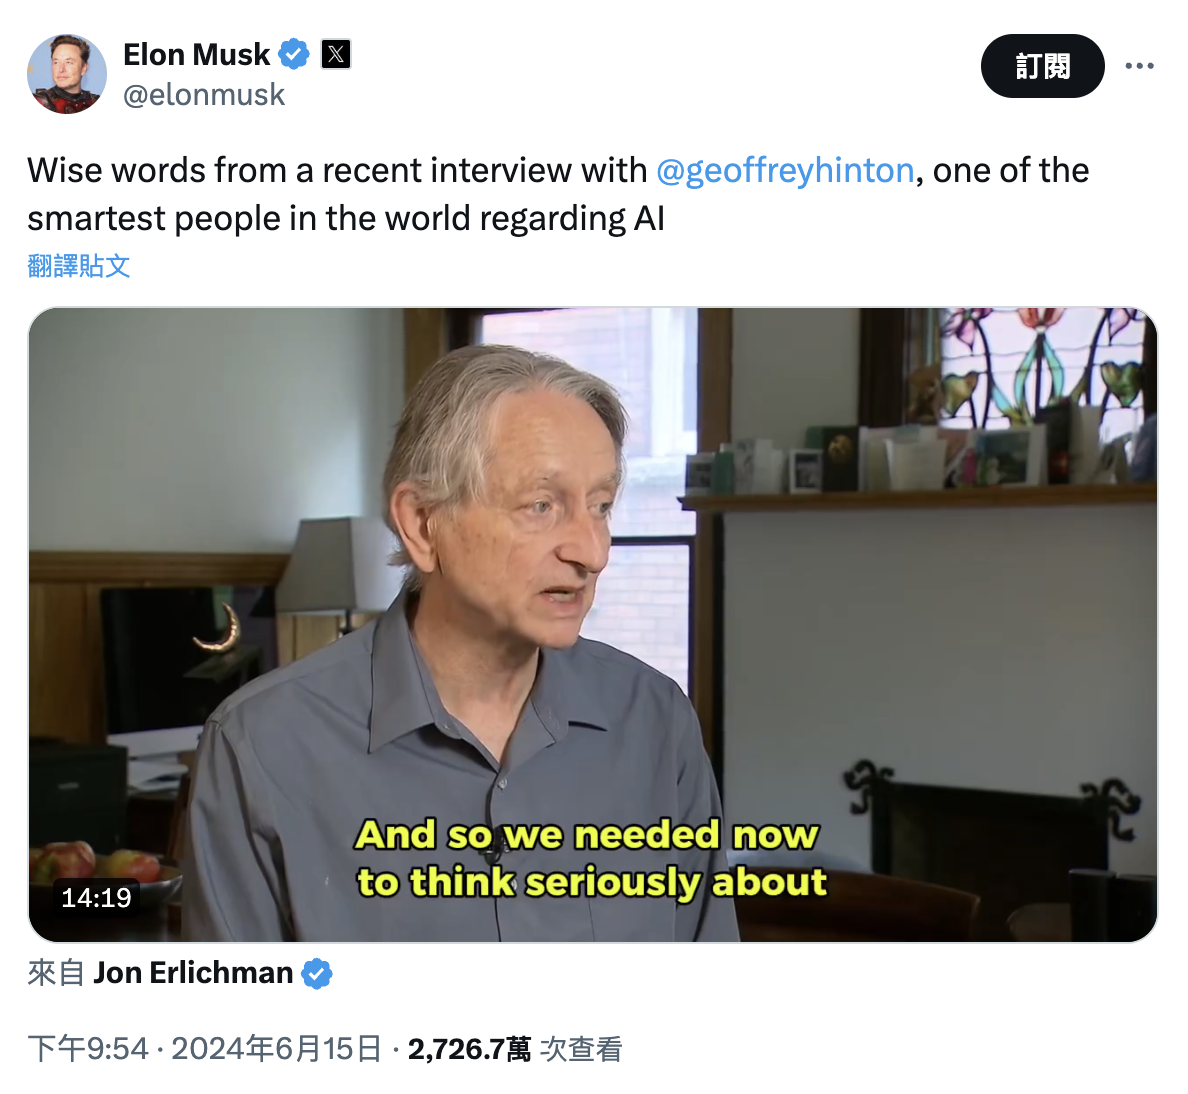 Elon Musk
@elonmusk
訂閱
Wise words from a recent interview with @geoffreyhinton, one of the
smartest people in the world regarding AI
翻譯貼文
And so we needed now
to think seriously about
14:19
來自 Jon Erlichman
下午9:54 · 2024年6月15日 · 2,726.7萬 次查看